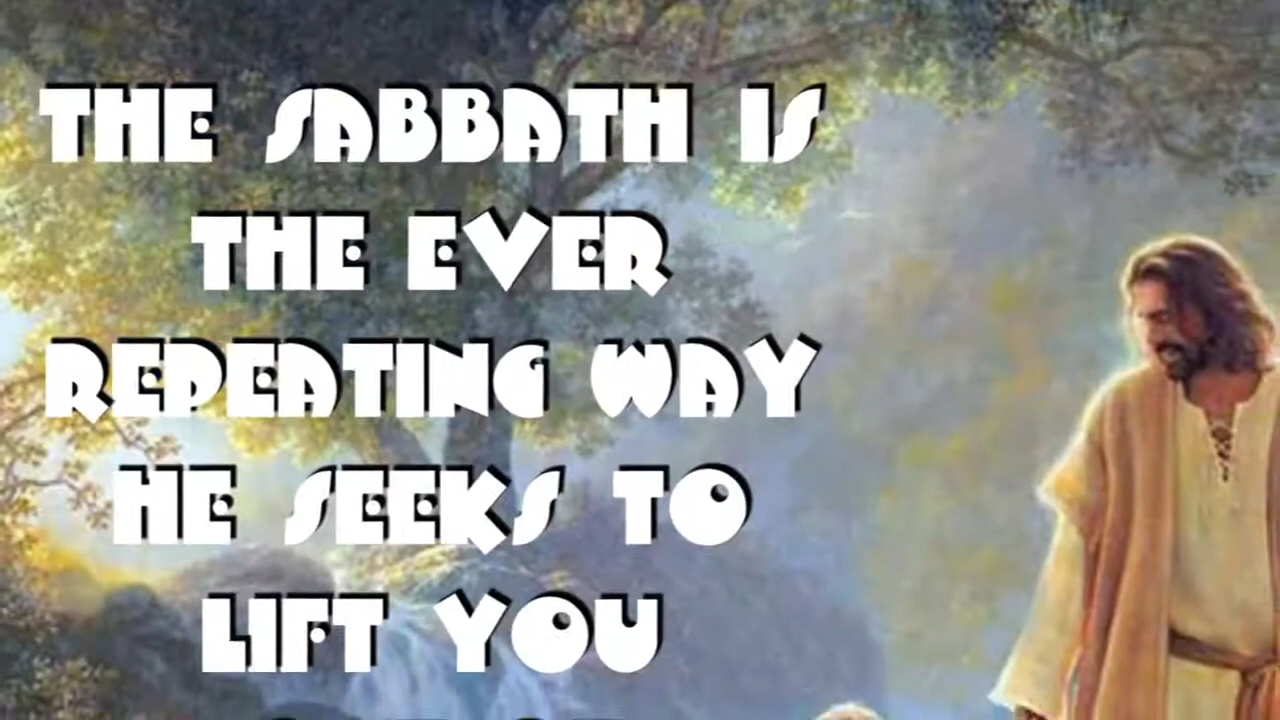 THE SABBATH IS
THE EVER
REPEATING WAY
HE SEEKS TO
LIFT YOU